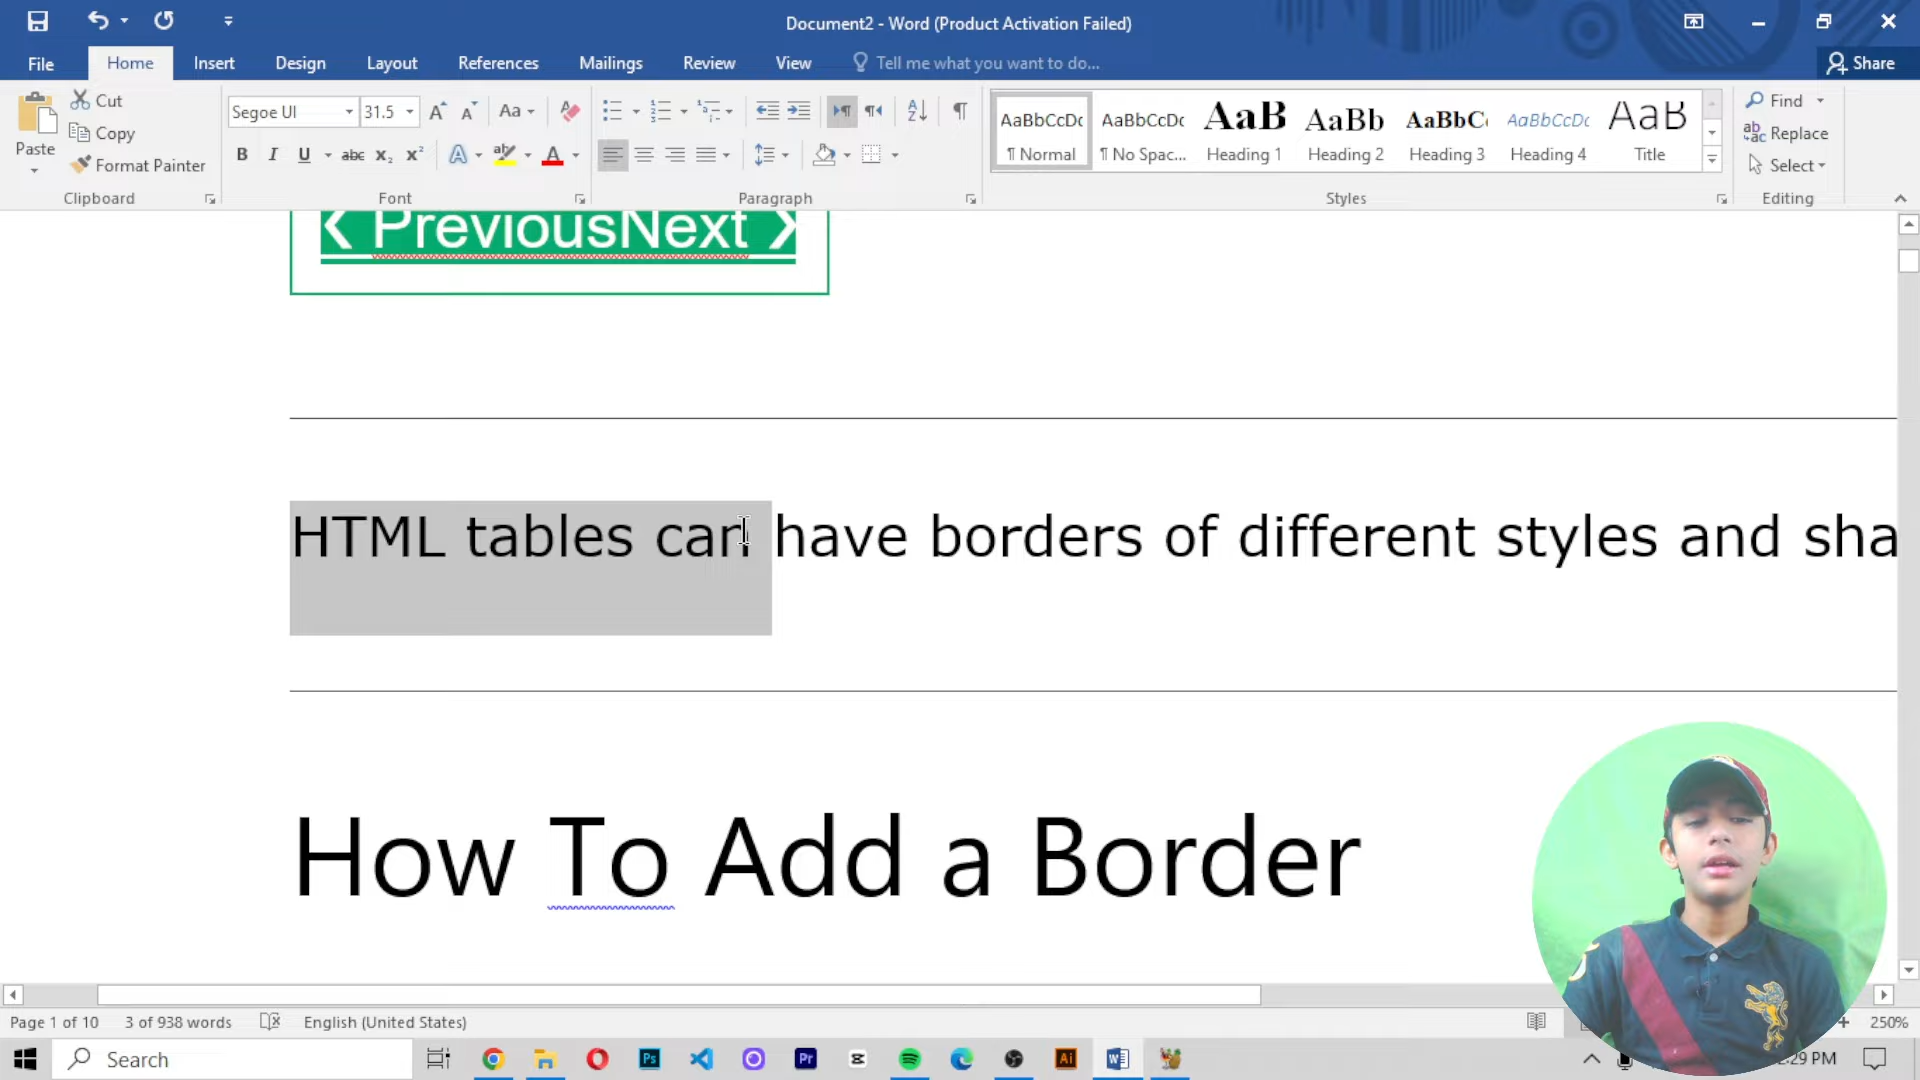 Document2 - Word (Product Activation Failed)
File Home Insert Design Layout References Mailings Review View Tell me what you want to do... Share
Paste
Cut
Copy
Format Painter
Clipboard
Segoe UI 31.5
Font
Paragraph
AaBbCcDc AaBbCcDc AaB AaBb AaBbC AaBbCcDc AaB
¶ Normal ¶ No Spac... Heading 1 Heading 2 Heading 3 Heading 4 Title
Styles
Find
Replace
Select
Editing
❮ PreviousNext ❯
HTML tables can have borders of different styles and sha
How To Add a Border
Page 1 of 10 3 of 938 words English (United States) 250%
Search
:29 PM